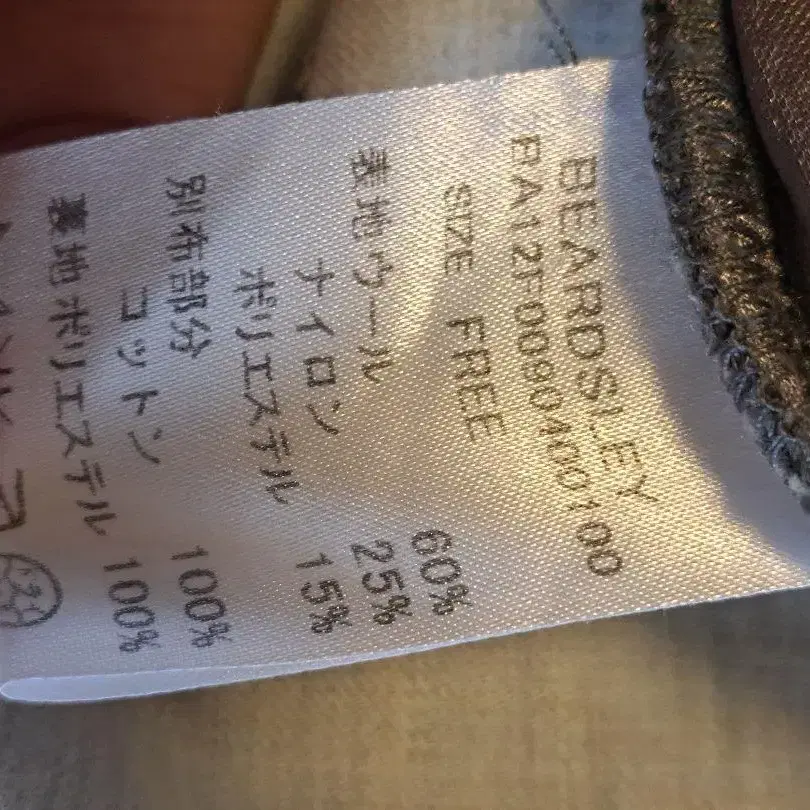 BEARDSLEY
BA12F0090400100
SIZE FREE
表地ウール 60%
ナイロン 25%
ポリエステル 15%
別布部分
コットン 100%
裏地ポリエステル 100%